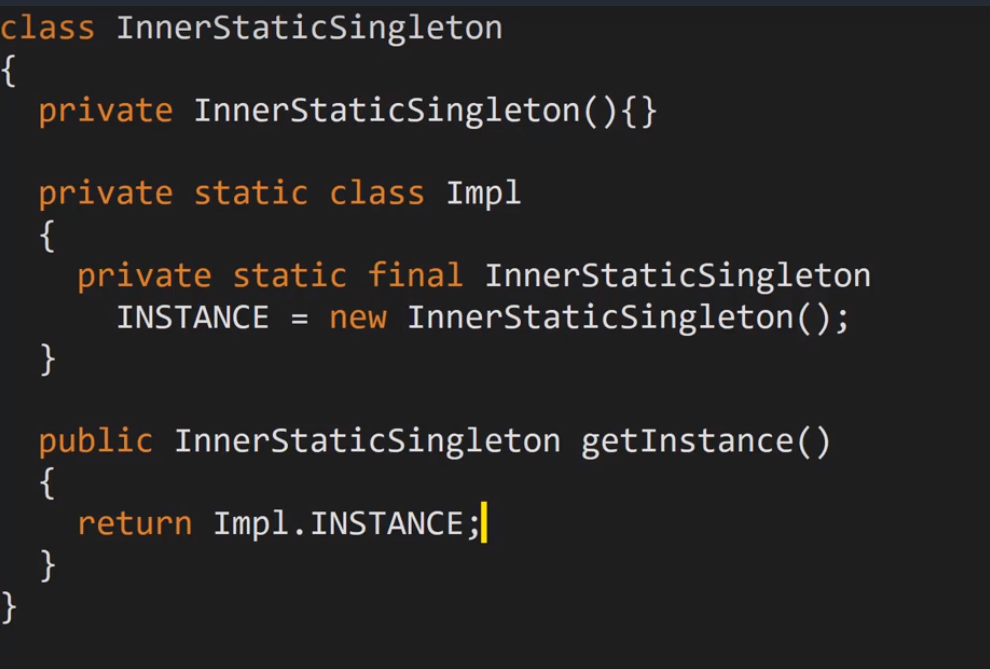 class InnerStaticSingleton
{
  private InnerStaticSingleton(){}
  private static class Impl
  {
    private static final InnerStaticSingleton
      INSTANCE = new InnerStaticSingleton();
  }
  public InnerStaticSingleton getInstance()
  {
    return Impl.INSTANCE;
  }
}